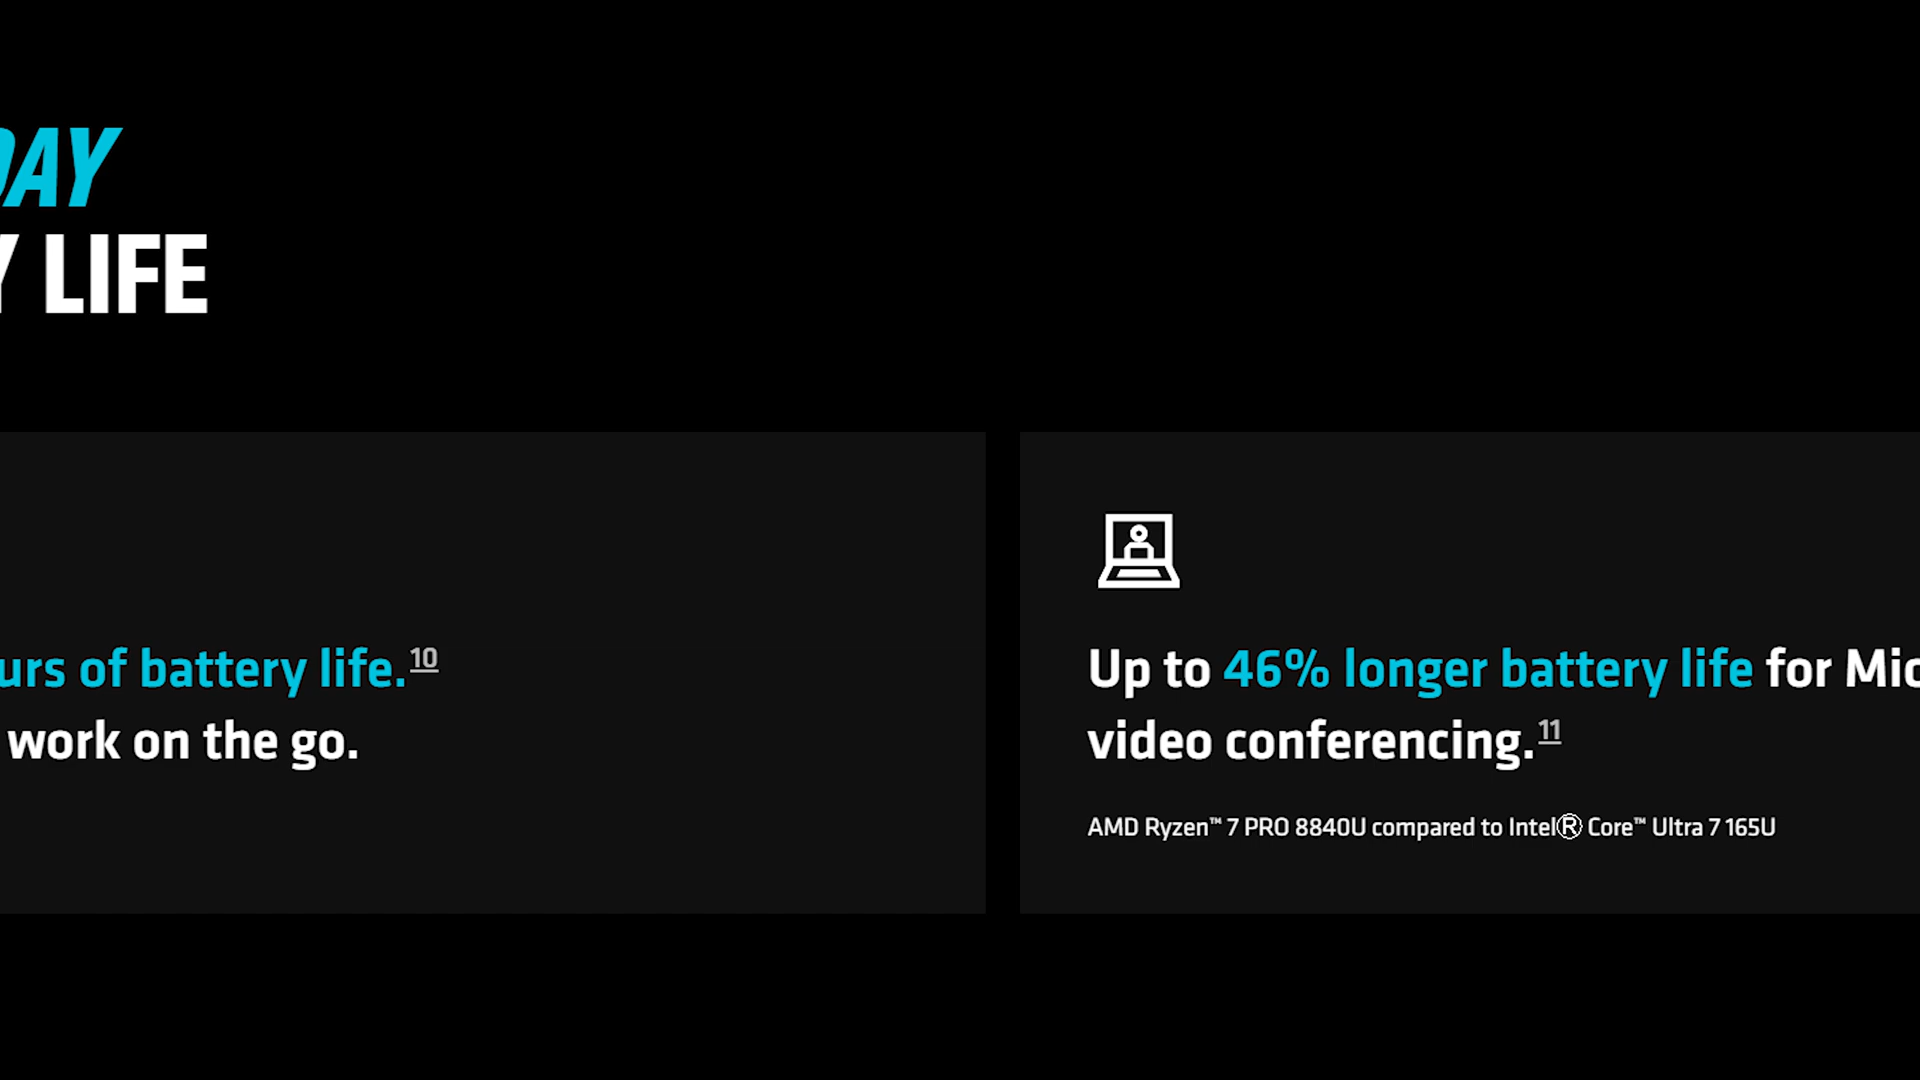 DAY
Y LIFE
urs of battery life.10
work on the go.
Up to 46% longer battery life for Mic
video conferencing.11
AMD Ryzen™ 7 PRO 8840U compared to Intel® Core™ Ultra 7 165U